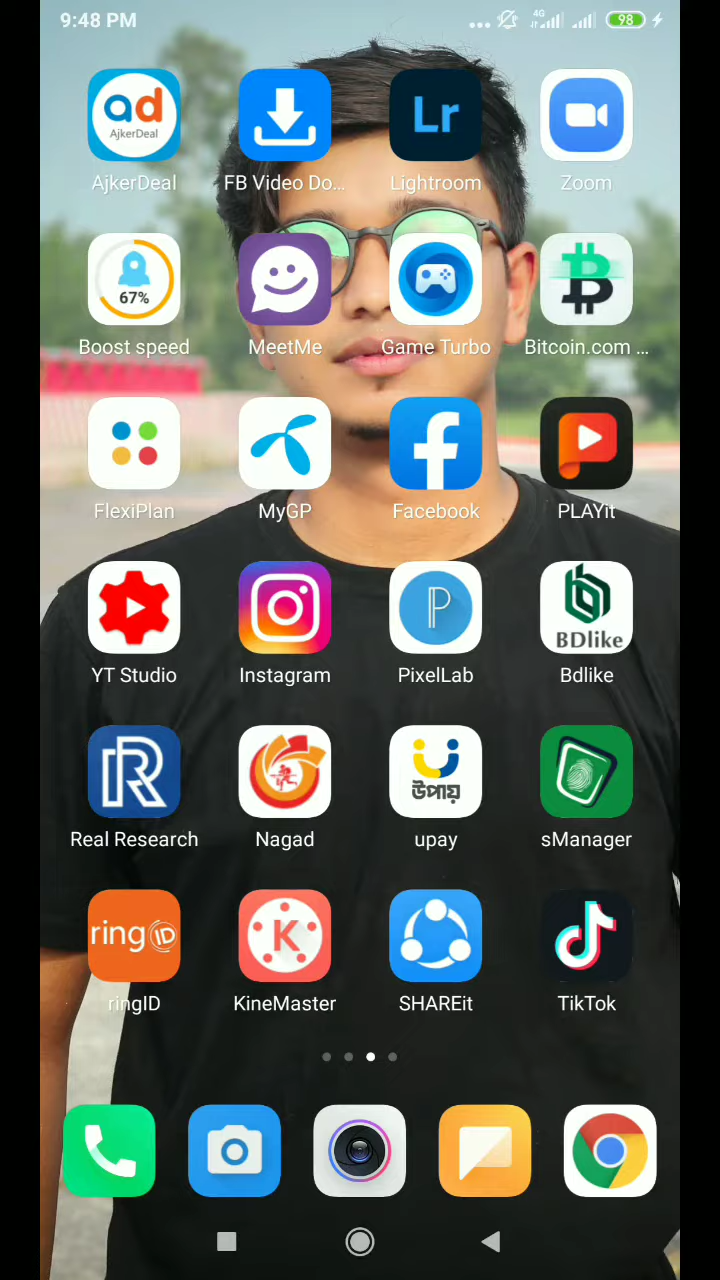 9:48 PM 4G 98
ad
AjkerDeal
Lr
AjkerDeal FB Video Do... Lightroom Zoom
67%
Boost speed MeetMe Game Turbo Bitcoin.com ...
FlexiPlan MyGP Facebook PLAYit
BDlike
YT Studio Instagram PixelLab Bdlike
উপায়
Real Research Nagad upay sManager
ringID
K
ringID KineMaster SHAREit TikTok